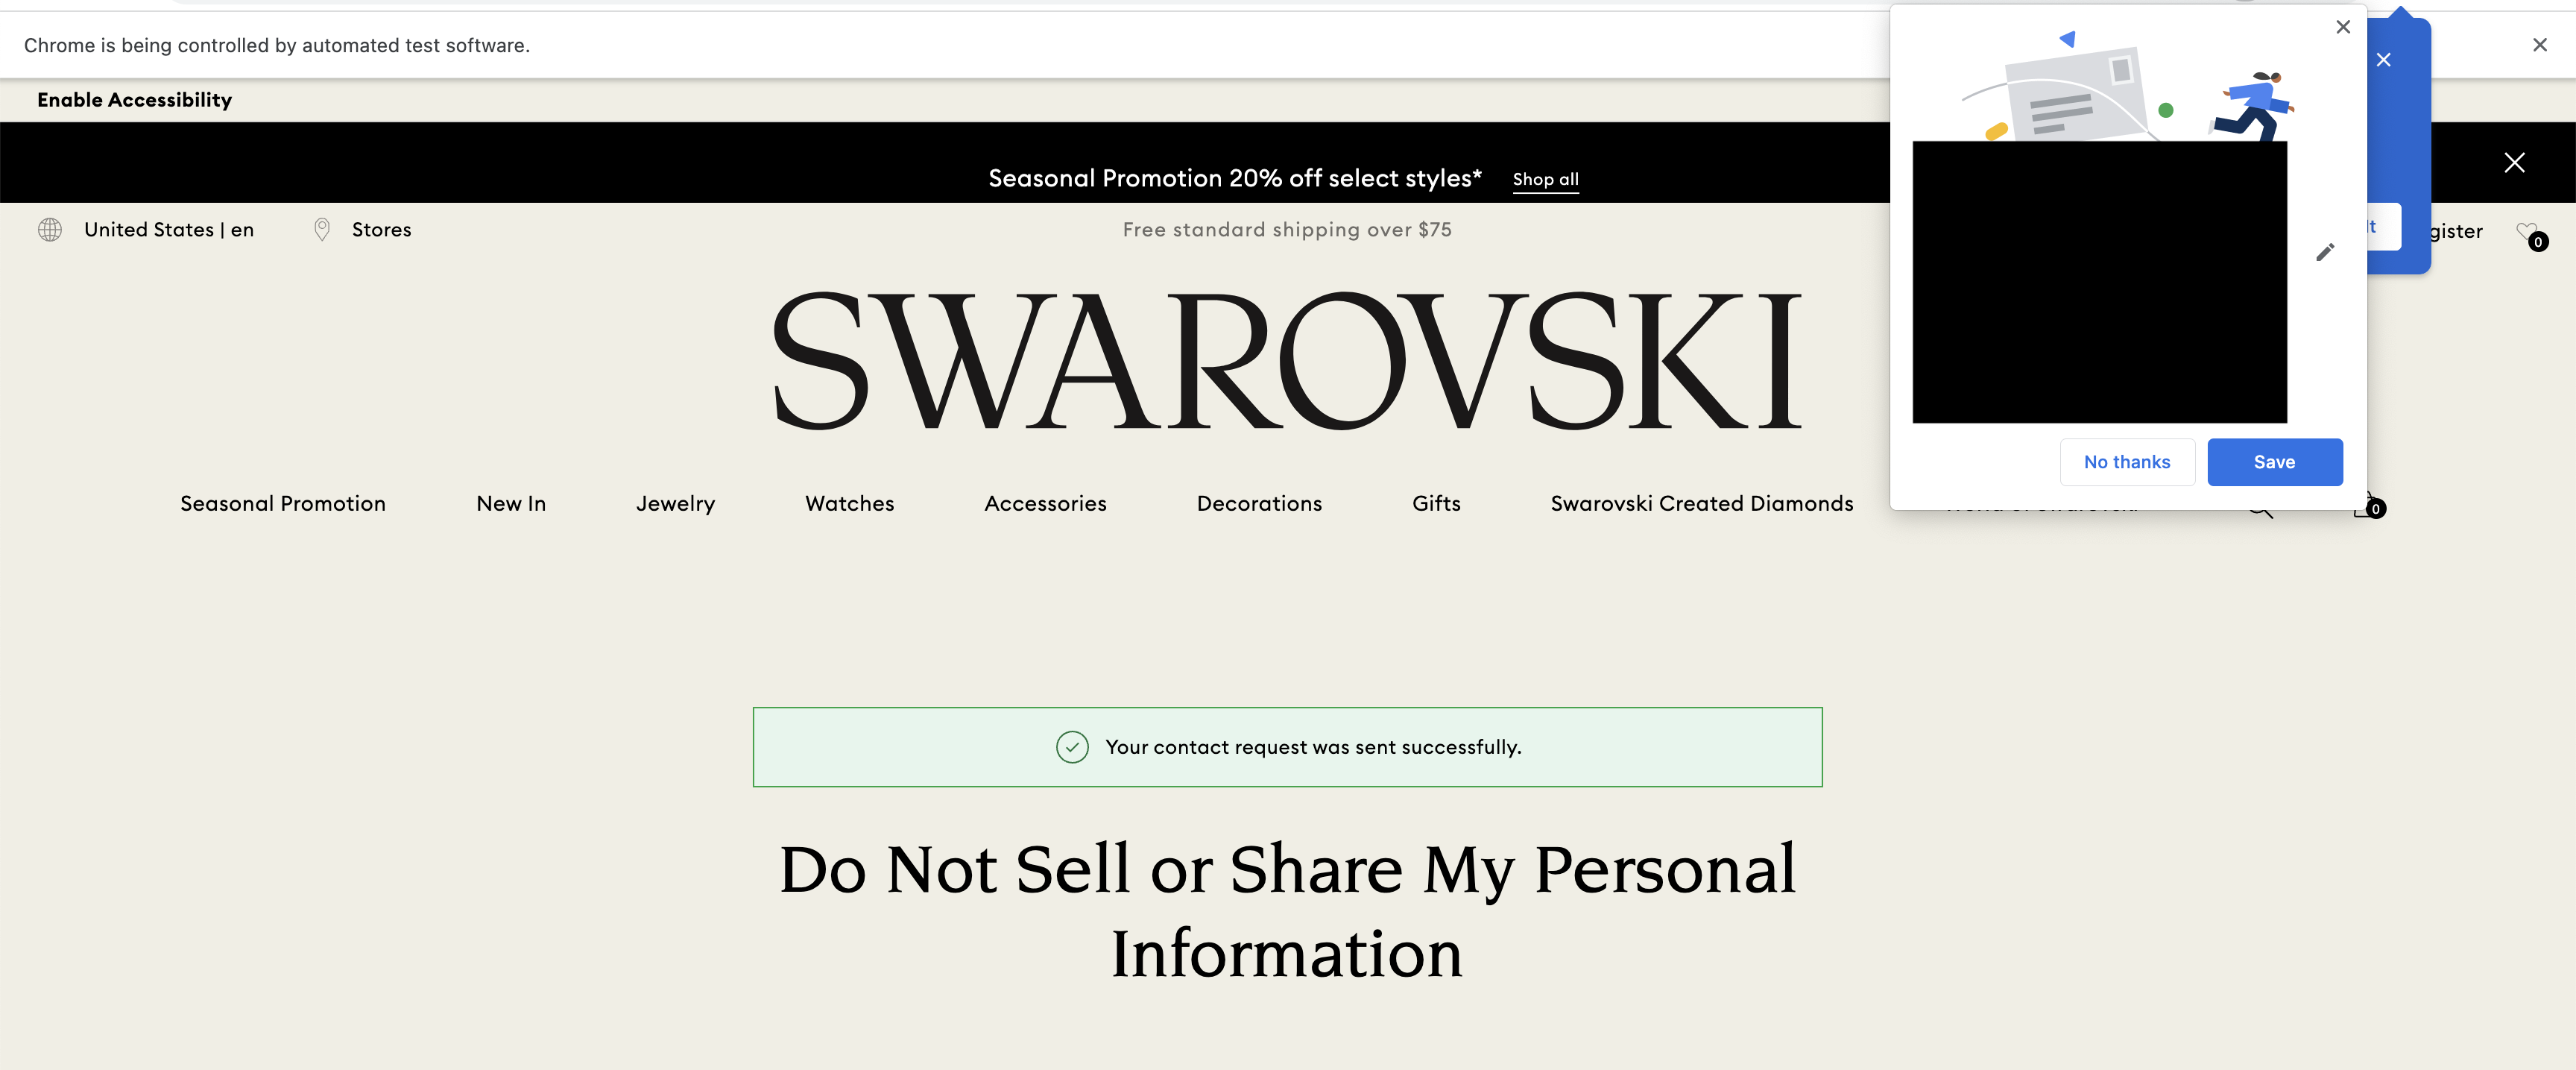 Chrome is being controlled by automated test software.
Enable Accessibility
Seasonal Promotion 20% off select styles* Shop all
United States | en Stores Free standard shipping over $75
0
SWAROVSKI
No thanks Save
Seasonal Promotion New In Jewelry Watches Accessories Decorations Gifts Swarovski Created Diamonds
0
Your contact request was sent successfully.
Do Not Sell or Share My Personal
Information